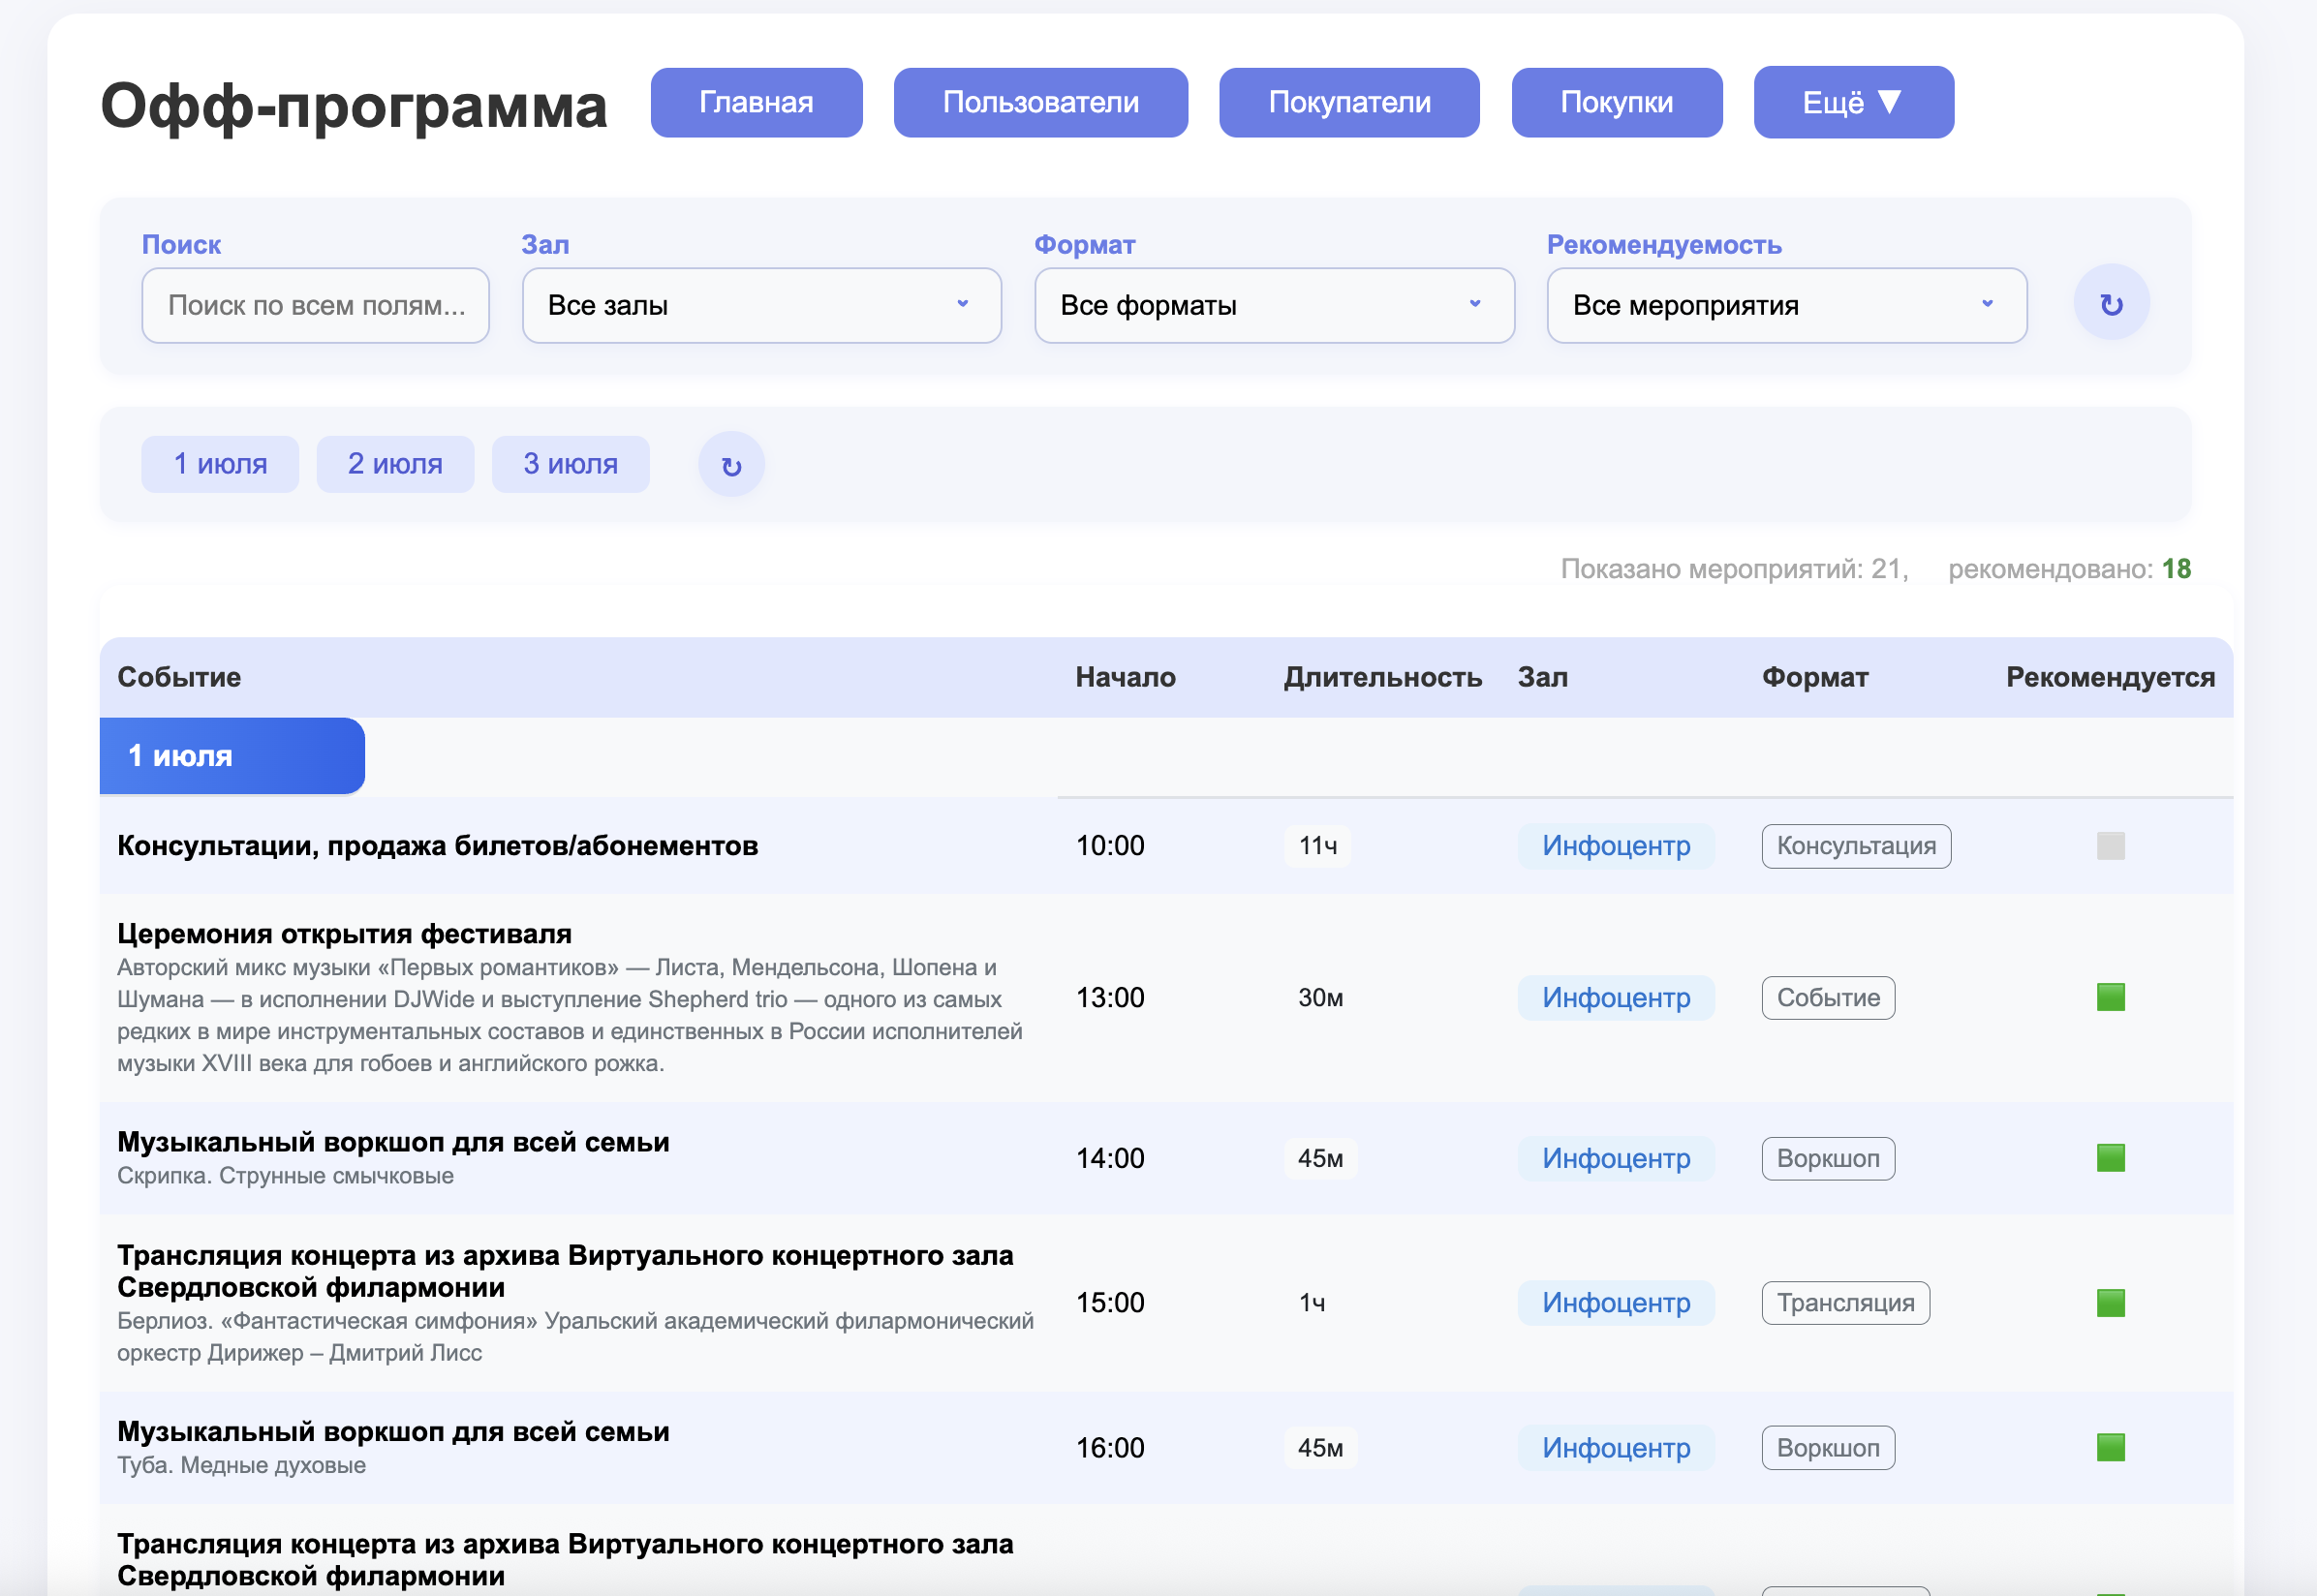 Офф-программа
Главная
Пользователи
Покупатели
Покупки
Ещё ▼
Поиск
Зал
Формат
Рекомендуемость
Поиск по всем полям...
Все залы
Все форматы
Все мероприятия
↻
1 июля
2 июля
3 июля
↻
Показано мероприятий: 21, рекомендовано: 18
Событие Начало Длительность Зал Формат Рекомендуется
1 июля
Консультации, продажа билетов/абонементов 10:00 11ч Инфоцентр Консультация
Церемония открытия фестиваля
Авторский микс музыки «Первых романтиков» — Листа, Мендельсона, Шопена и
Шумана — в исполнении DJWide и выступление Shepherd trio — одного из самых
редких в мире инструментальных составов и единственных в России исполнителей
музыки XVIII века для гобоев и английского рожка.
13:00 30м Инфоцентр Событие
Музыкальный воркшоп для всей семьи
Скрипка. Струнные смычковые
14:00 45м Инфоцентр Воркшоп
Трансляция концерта из архива Виртуального концертного зала
Свердловской филармонии
Берлиоз. «Фантастическая симфония» Уральский академический филармонический
оркестр Дирижер – Дмитрий Лисс
15:00 1ч Инфоцентр Трансляция
Музыкальный воркшоп для всей семьи
Туба. Медные духовые
16:00 45м Инфоцентр Воркшоп
Трансляция концерта из архива Виртуального концертного зала
Свердловской филармонии